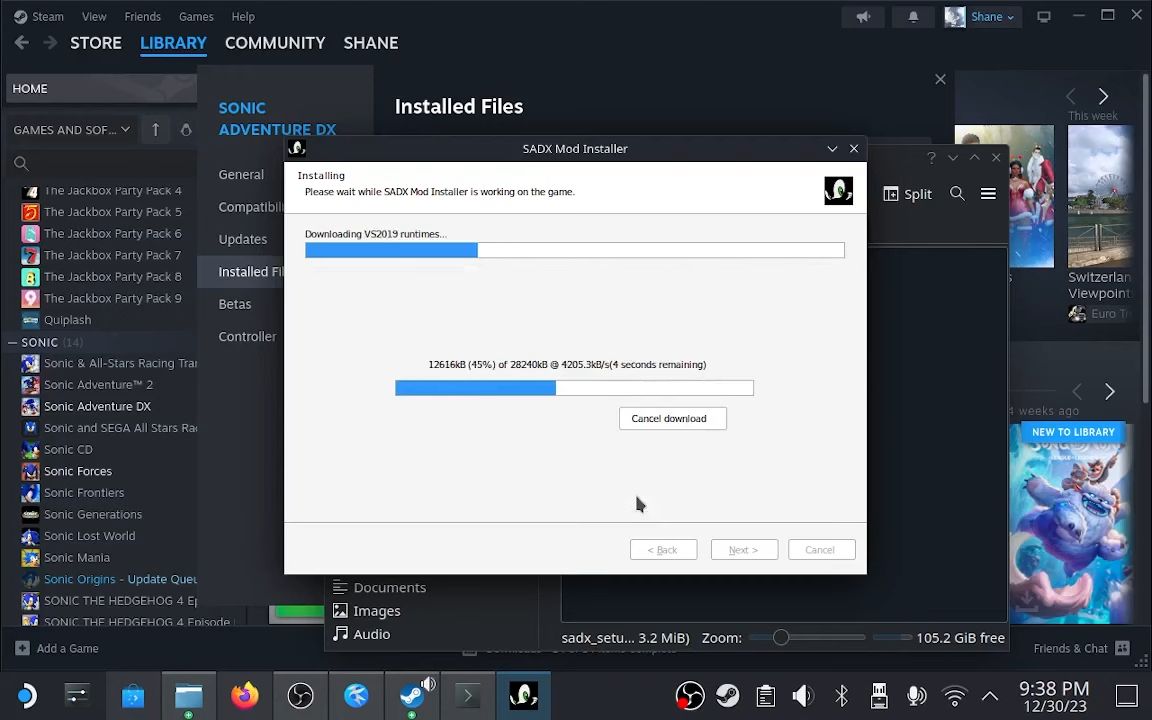 Steam View Friends Games Help Shane
STORE LIBRARY COMMUNITY SHANE
HOME
GAMES AND SOF...
The Jackbox Party Pack 4
The Jackbox Party Pack 5
The Jackbox Party Pack 6
The Jackbox Party Pack 7
The Jackbox Party Pack 8
The Jackbox Party Pack 9
Quiplash
SONIC (14)
Sonic & All-Stars Racing Tran
Sonic Adventure™ 2
Sonic Adventure DX
Sonic and SEGA All Stars Rac
Sonic CD
Sonic Forces
Sonic Frontiers
Sonic Generations
Sonic Lost World
Sonic Mania
Sonic Origins - Update Queu
SONIC THE HEDGEHOG 4 Ep
SONIC THE HEDGEHOG 4 Episode
Add a Game
SONIC
ADVENTURE DX
General
Compatibili
Updates
Installed Fil
Betas
Controller
Installed Files
SADX Mod Installer
Installing
Please wait while SADX Mod Installer is working on the game.
Downloading VS2019 runtimes...
12616kB (45%) of 28240kB @ 4205.3kB/s(4 seconds remaining)
Cancel download
< Back Next > Cancel
Split
Documents
Images
Audio
sadx_setu... 3.2 MiB) Zoom: 105.2 GiB free
This week
Switzerlan
Viewpoint
Euro Tr
4 weeks ago
NEW TO LIBRARY
Friends & Chat
9:38 PM
12/30/23